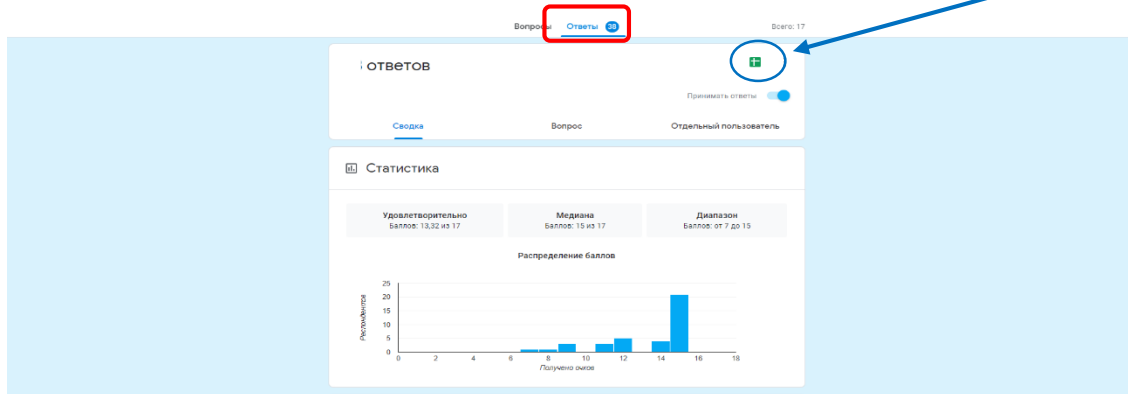 Вопросы Ответы 38 Всего: 17
ответов
Принимать ответы
Сводка Вопрос Отдельный пользователь
Статистика
Удовлетворительно Медиана Диапазон
Баллов: 13,32 из 17 Баллов: 15 из 17 Баллов: от 7 до 15
Распределение баллов
25
20
15
10
5
0
Респондентов
0 2 4 6 8 10 12 14 16 18
Получено очков